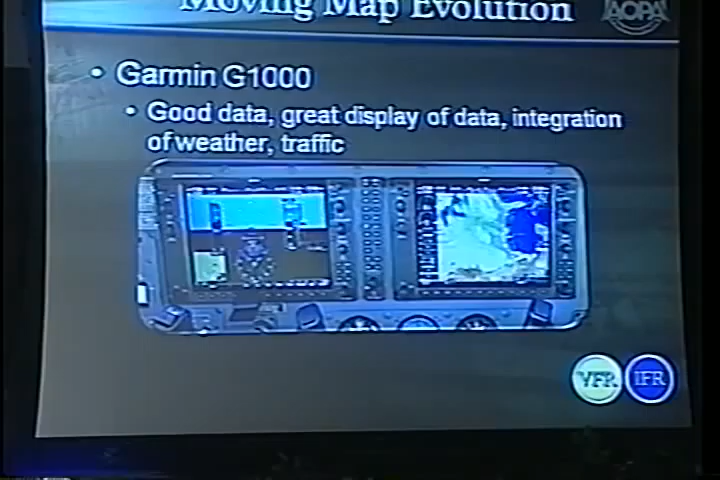 Moving Map Evolution
AOPA
• Garmin G1000
• Good data, great display of data, integration
of weather, traffic
VFR IFR